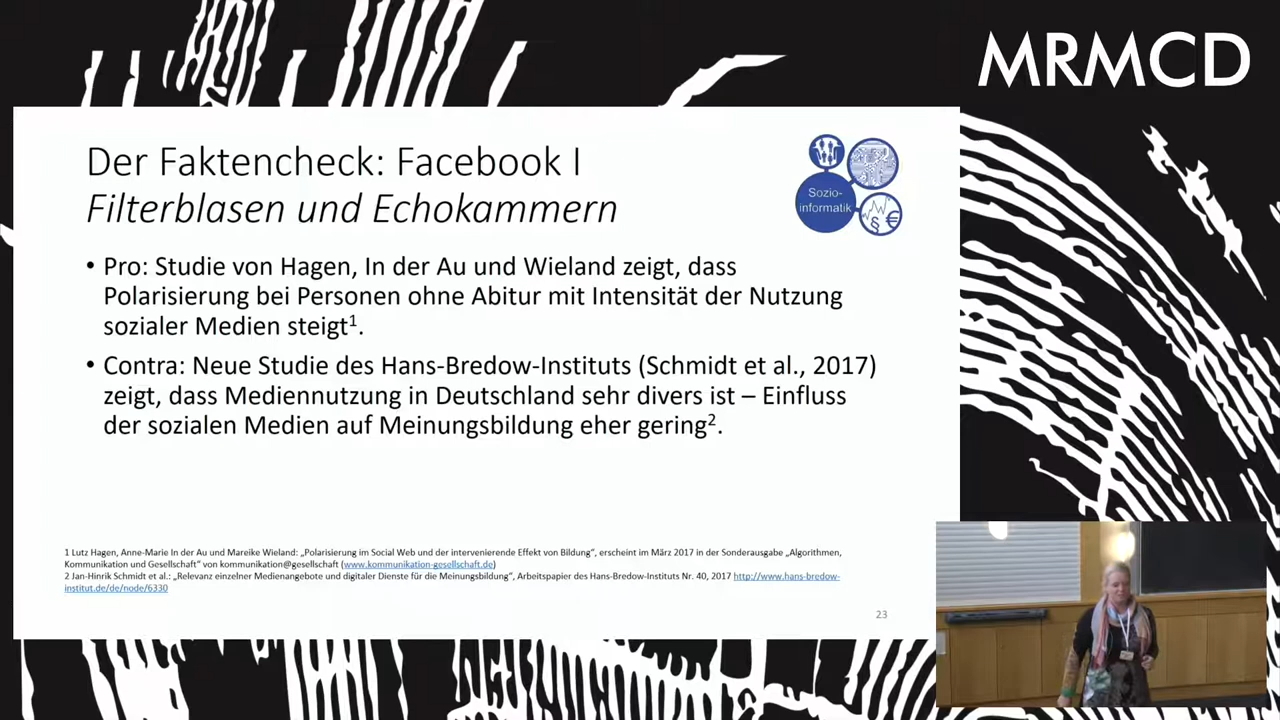 MRMCD
Der Faktencheck: Facebook I
Filterblasen und Echokammern
Sozio-
informatik
§ €
• Pro: Studie von Hagen, In der Au und Wieland zeigt, dass
Polarisierung bei Personen ohne Abitur mit Intensität der Nutzung
sozialer Medien steigt¹.
• Contra: Neue Studie des Hans-Bredow-Instituts (Schmidt et al., 2017)
zeigt, dass Mediennutzung in Deutschland sehr divers ist – Einfluss
der sozialen Medien auf Meinungsbildung eher gering².
1 Lutz Hagen, Anne-Marie In der Au und Mareike Wieland: „Polarisierung im Social Web und der intervenierende Effekt von Bildung“, erscheint im März 2017 in der Sonderausgabe „Algorithmen,
Kommunikation und Gesellschaft“ von kommunikation@gesellschaft (www.kommunikation-gesellschaft.de)
2 Jan-Hinrik Schmidt et al.: „Relevanz einzelner Medienangebote und digitaler Dienste für die Meinungsbildung“, Arbeitspapier des Hans-Bredow-Instituts Nr. 40, 2017 http://www.hans-bredow-
institut.de/de/node/6330
23